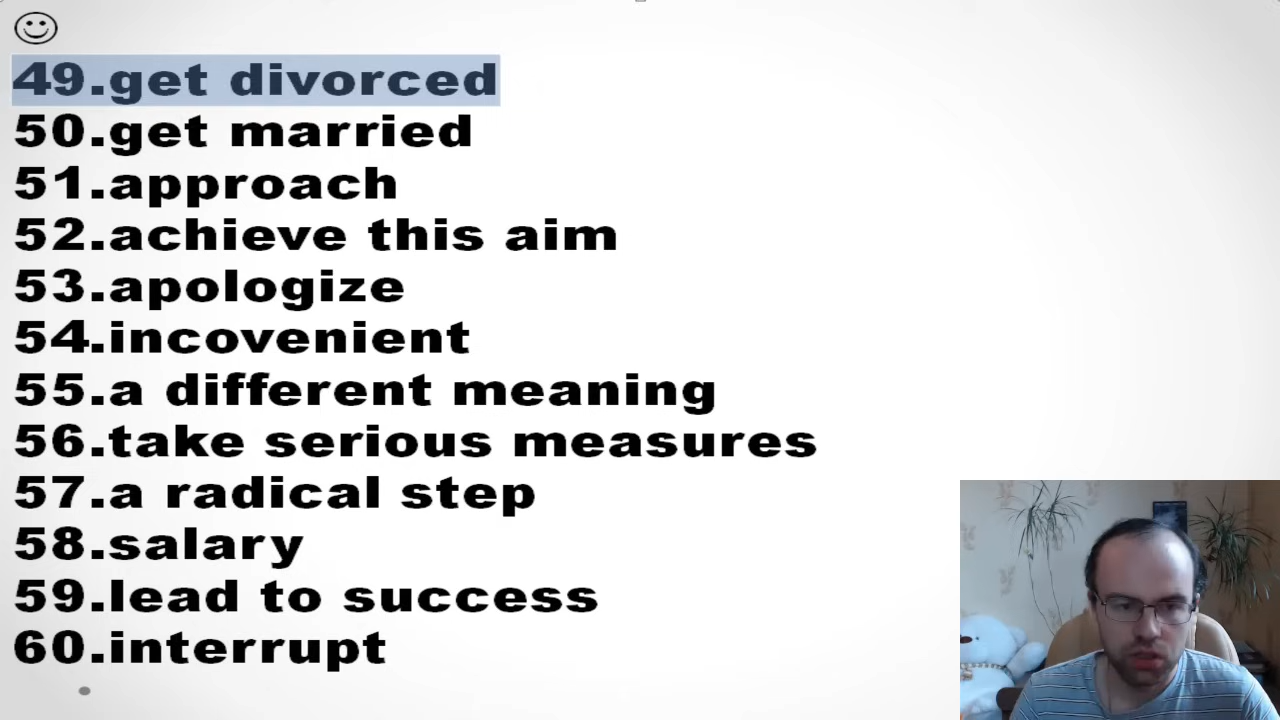 49.get divorced
50.get married
51.approach
52.achieve this aim
53.apologize
54.incovenient
55.a different meaning
56.take serious measures
57.a radical step
58.salary
59.lead to success
60.interrupt